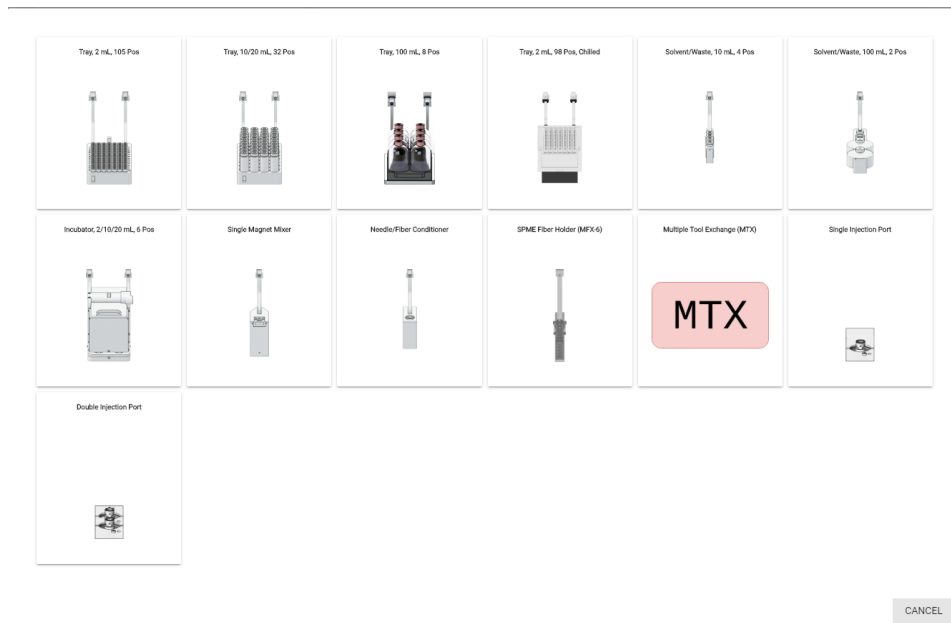 Tray, 2 mL, 105 Pos
Tray, 10/20 mL, 32 Pos
Tray, 100 mL, 8 Pos
Tray, 2 mL, 98 Pos, Chilled
Solvent/Waste, 10 mL, 4 Pos
Solvent/Waste, 100 mL, 2 Pos
Incubator, 2/10/20 mL, 6 Pos
Single Magnet Mixer
Needle/Fiber Conditioner
SPME Fiber Holder (MFX-6)
Multiple Tool Exchange (MTX)
MTX
Single Injection Port
Double Injection Port
CANCEL